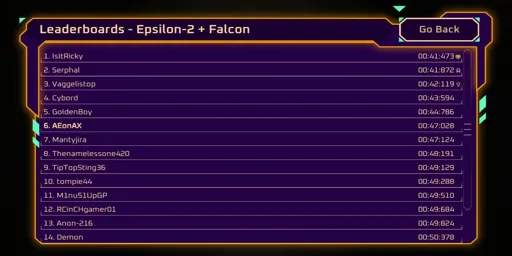 Leaderboards - Epsilon-2 + Falcon
Go Back
1. IsItRicky 00:41:473
2. Serphal 00:41:872
3. Vaggelistop 00:42:119
4. Cybord 00:43:594
5. GoldenBoy 00:44:786
6. AEonAX 00:47:028
7. Mantyjira 00:47:124
8. Thenamelessone420 00:48:191
9. TipTopSting36 00:49:129
10. tompie44 00:49:288
11. M1nu51UpGP 00:49:510
12. RCinCHgamer01 00:49:684
13. Anon-216 00:49:824
14. Demon 00:50:378